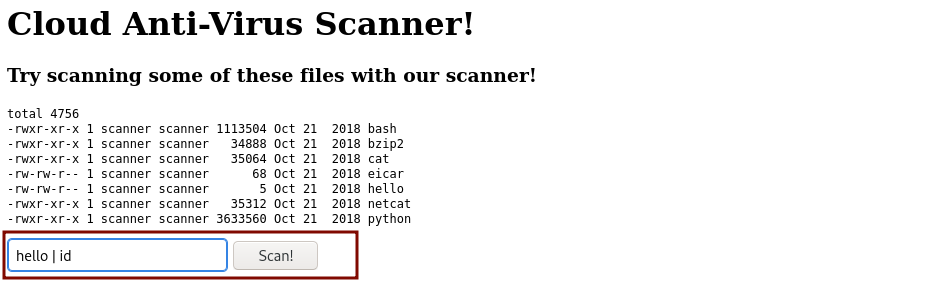 Cloud Anti-Virus Scanner!
Try scanning some of these files with our scanner!
total 4756
-rwxr-xr-x 1 scanner scanner 1113504 Oct 21  2018 bash
-rwxr-xr-x 1 scanner scanner   34888 Oct 21  2018 bzip2
-rwxr-xr-x 1 scanner scanner   35064 Oct 21  2018 cat
-rw-rw-r-- 1 scanner scanner      68 Oct 21  2018 eicar
-rw-rw-r-- 1 scanner scanner       5 Oct 21  2018 hello
-rwxr-xr-x 1 scanner scanner   35312 Oct 21  2018 netcat
-rwxr-xr-x 1 scanner scanner 3633560 Oct 21  2018 python
hello | id Scan!